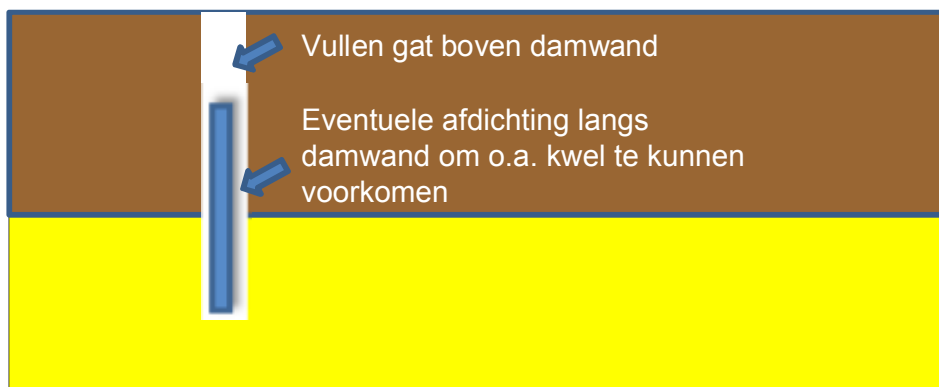 Vullen gat boven damwand
Eventuele afdichting langs
damwand om o.a. kwel te kunnen
voorkomen